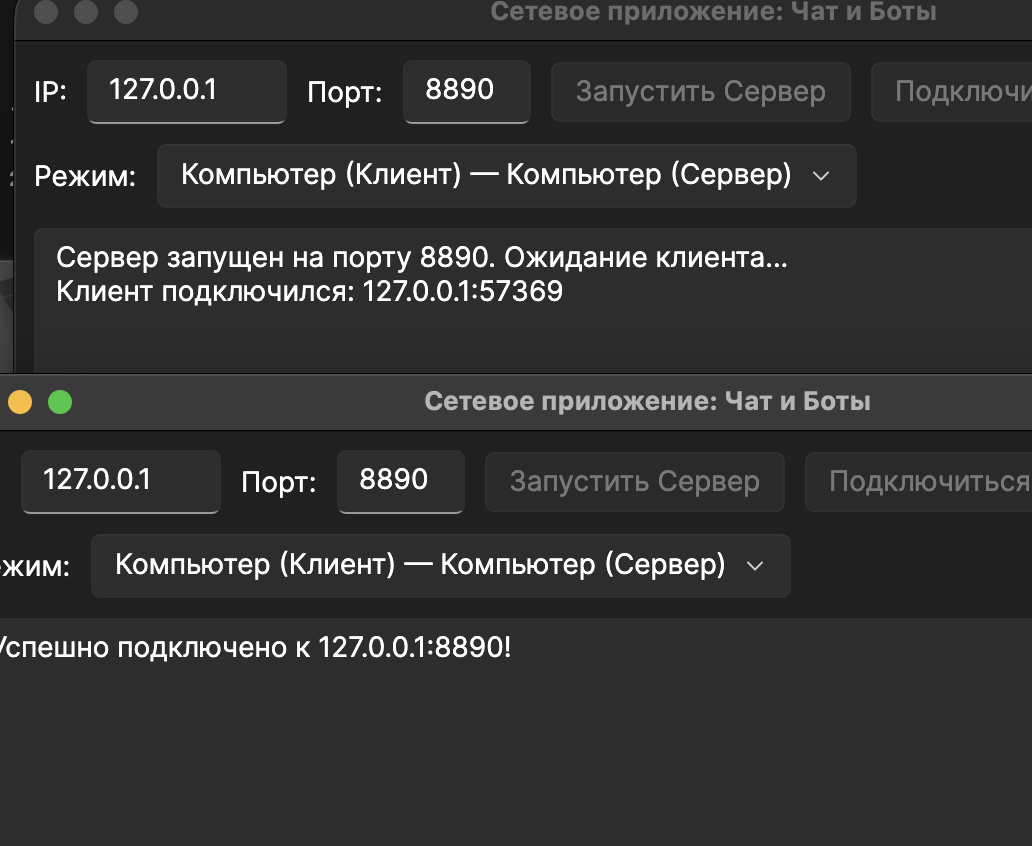 Сетевое приложение: Чат и Боты
IP: 127.0.0.1 Порт: 8890 Запустить Сервер
Режим: Компьютер (Клиент) — Компьютер (Сервер)
Сервер запущен на порту 8890. Ожидание клиента...
Клиент подключился: 127.0.0.1:57369
Сетевое приложение: Чат и Боты
127.0.0.1 Порт: 8890 Запустить Сервер Подключиться
Компьютер (Клиент) — Компьютер (Сервер)
Успешно подключено к 127.0.0.1:8890!